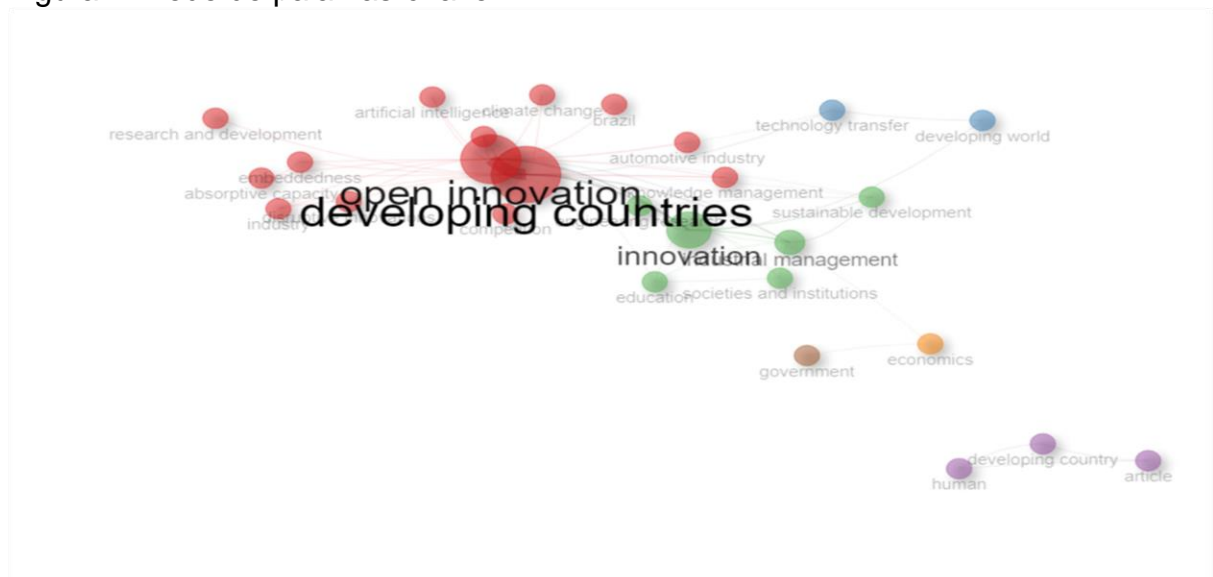 artificial intelligence
climate change
brazil
technology transfer
developing world
research and development
automotive industry
embeddedness
absorptive capacity
open innovation
knowledge management
developing countries
sustainable development
industry
competition
innovation
industrial management
education
societies and institutions
government
economics
developing country
human
article